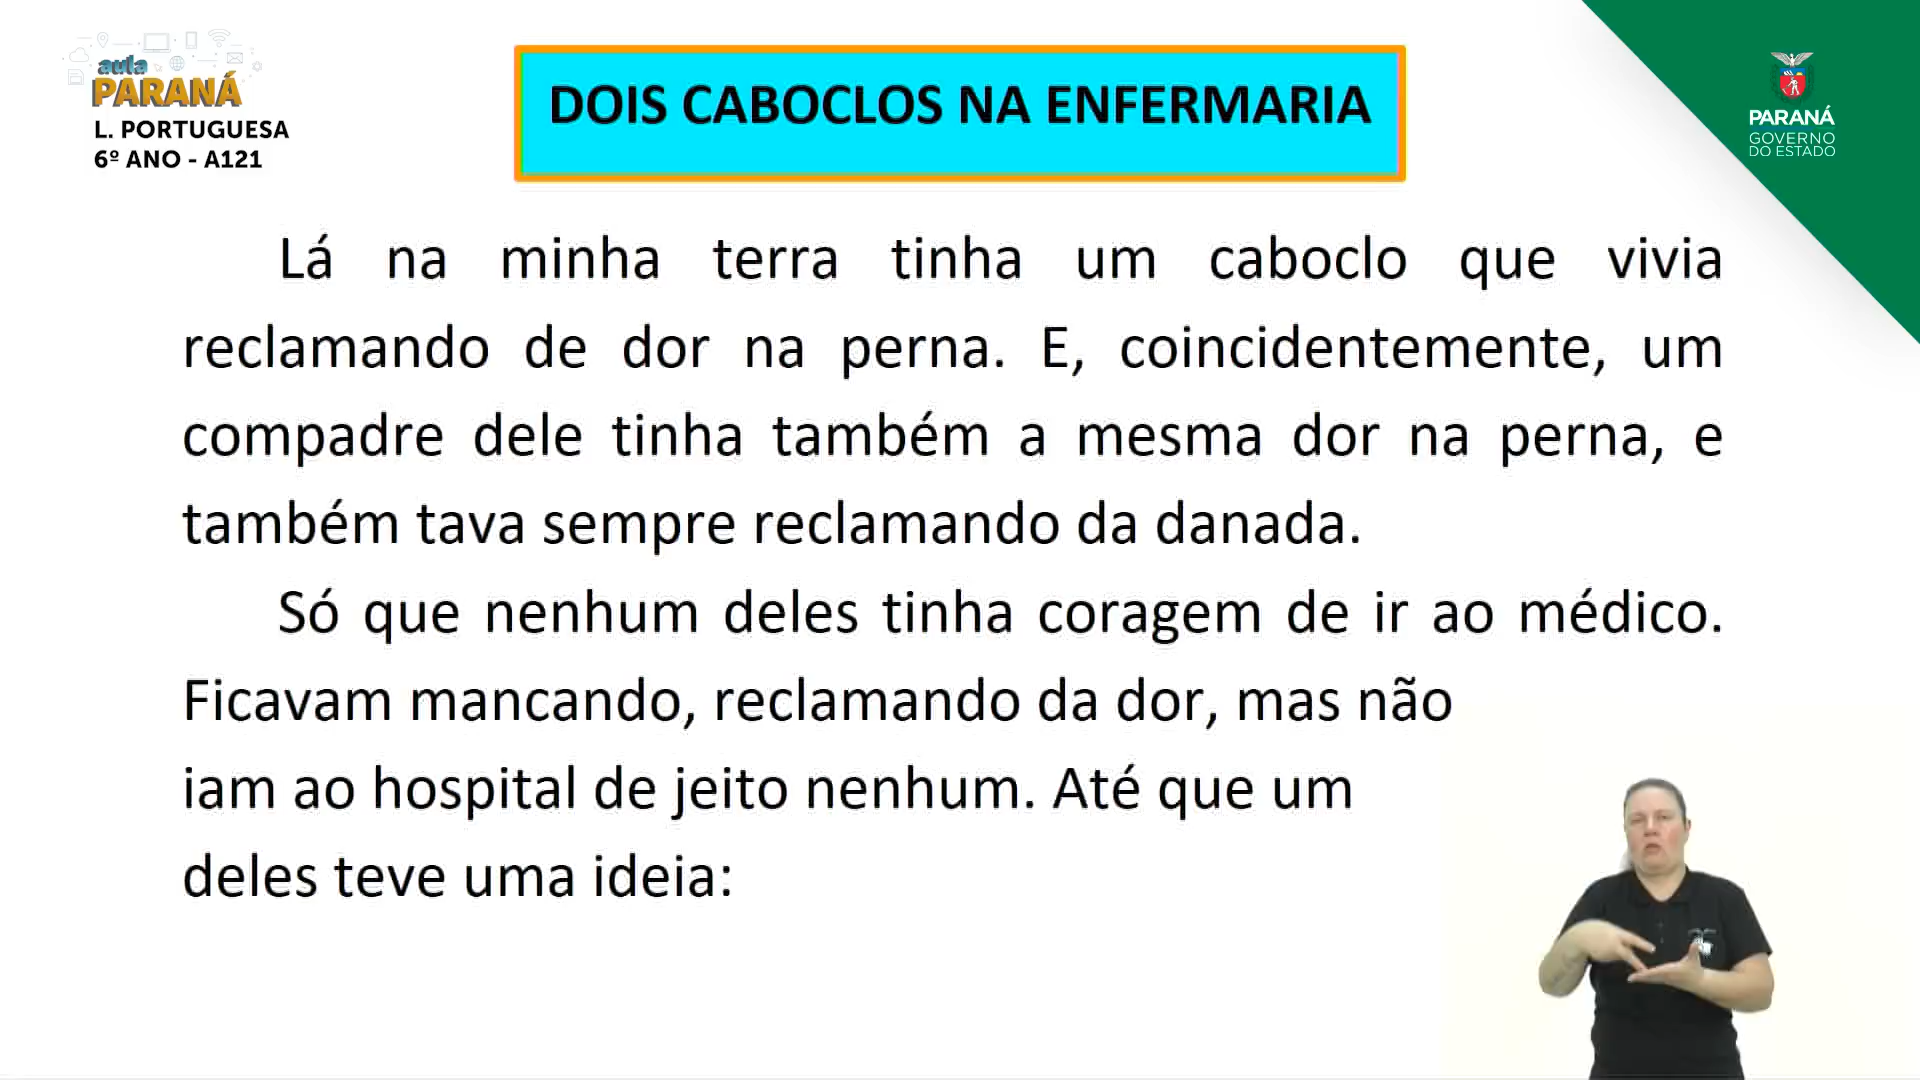 aula
PARANÁ
L. PORTUGUESA
6º ANO - A121
DOIS CABOCLOS NA ENFERMARIA
PARANÁ
GOVERNO
DO ESTADO
Lá na minha terra tinha um caboclo que vivia
reclamando de dor na perna. E, coincidentemente, um
compadre dele tinha também a mesma dor na perna, e
também tava sempre reclamando da danada.
Só que nenhum deles tinha coragem de ir ao médico.
Ficavam mancando, reclamando da dor, mas não
iam ao hospital de jeito nenhum. Até que um
deles teve uma ideia: